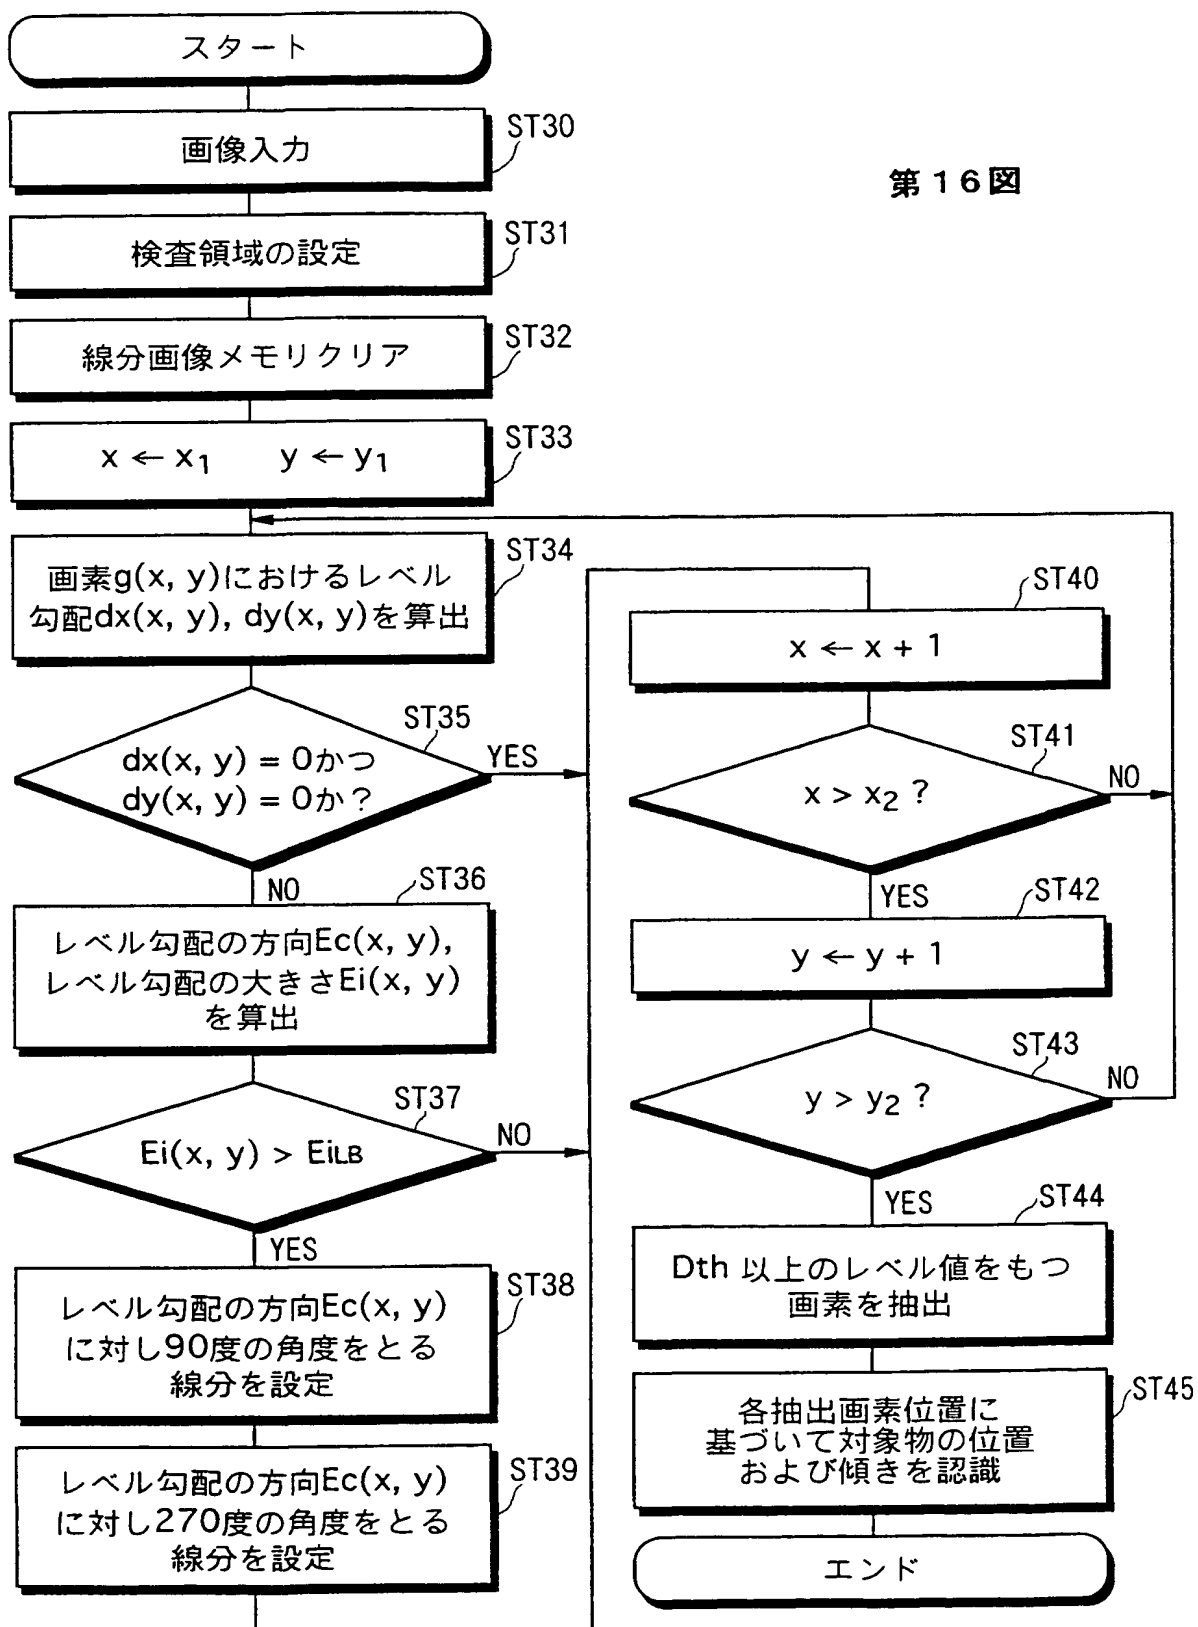 スタート
画像入力
ST30
第16図
検査領域の設定
ST31
線分画像メモリクリア
ST32
x ← x1 y ← y1
ST33
画素g(x, y)におけるレベル
勾配dx(x, y), dy(x, y)を算出
ST34
dx(x, y) = 0かつ
dy(x, y) = 0か?
ST35
YES
NO
ST36
レベル勾配の方向Ec(x, y),
レベル勾配の大きさEi(x, y)
を算出
ST37
Ei(x, y) > EiLB
NO
YES
ST38
レベル勾配の方向Ec(x, y)
に対し90度の角度をとる
線分を設定
ST39
レベル勾配の方向Ec(x, y)
に対し270度の角度をとる
線分を設定
ST40
x ← x + 1
ST41
x > x2 ?
NO
YES
ST42
y ← y + 1
ST43
y > y2 ?
NO
YES
ST44
Dth 以上のレベル値をもつ
画素を抽出
ST45
各抽出画素位置に
基づいて対象物の位置
および傾きを認識
エンド